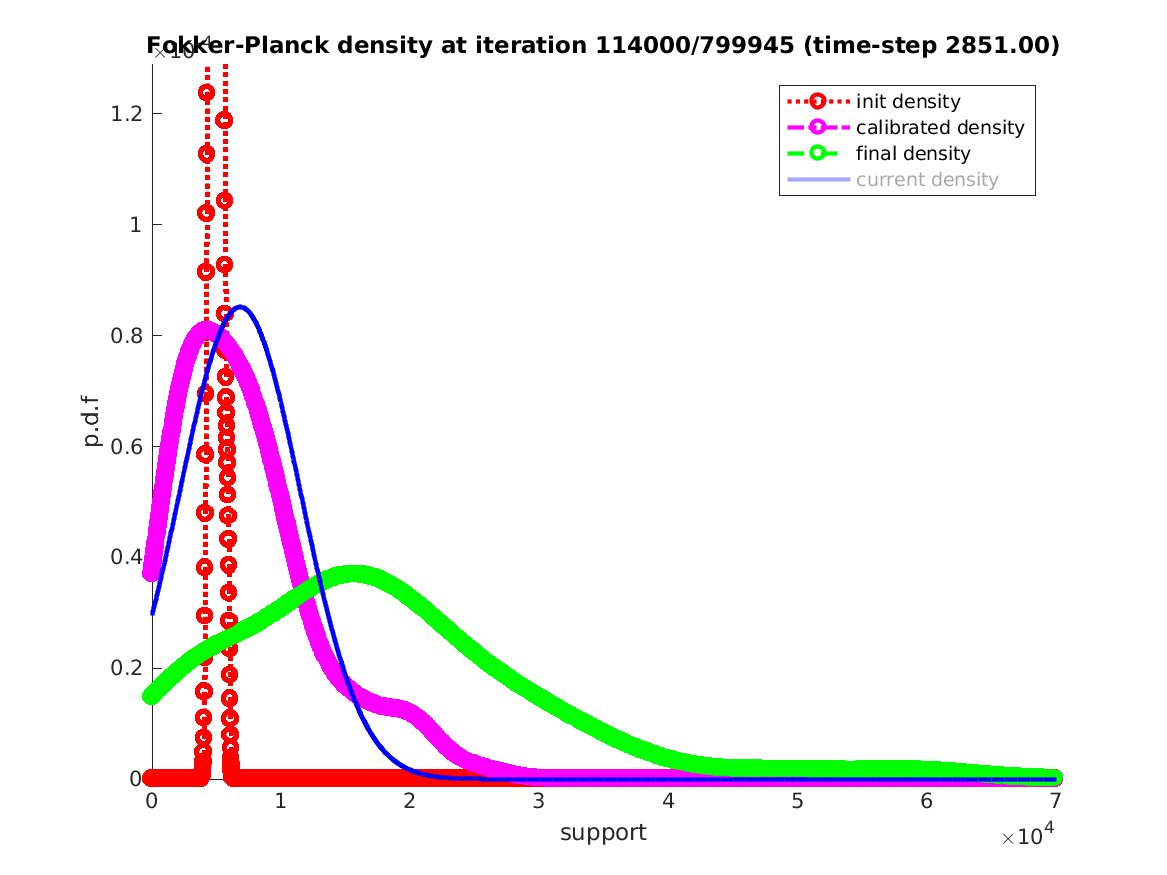 Fokker-Planck density at iteration 114000/799945 (time-step 2851.00)
×10-4
init density
calibrated density
final density
current density
p.d.f
1.2
1
0.8
0.6
0.4
0.2
0
0 1 2 3 4 5 6 7
support
×10^4